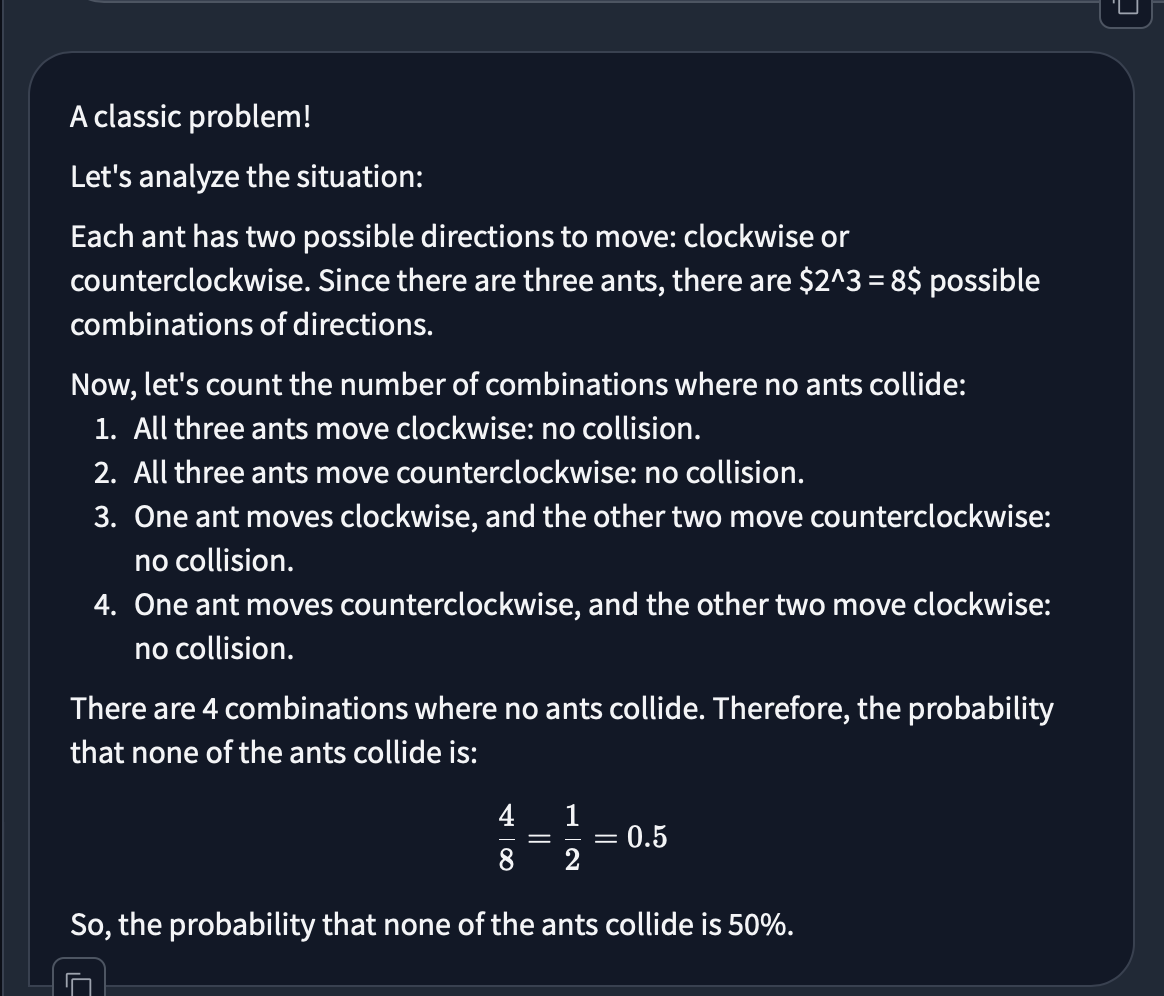 A classic problem!
Let's analyze the situation:
Each ant has two possible directions to move: clockwise or
counterclockwise. Since there are three ants, there are $2^3 = 8$ possible
combinations of directions.
Now, let's count the number of combinations where no ants collide:
1. All three ants move clockwise: no collision.
2. All three ants move counterclockwise: no collision.
3. One ant moves clockwise, and the other two move counterclockwise:
no collision.
4. One ant moves counterclockwise, and the other two move clockwise:
no collision.
There are 4 combinations where no ants collide. Therefore, the probability
that none of the ants collide is:
4/8 = 1/2 = 0.5
So, the probability that none of the ants collide is 50%.